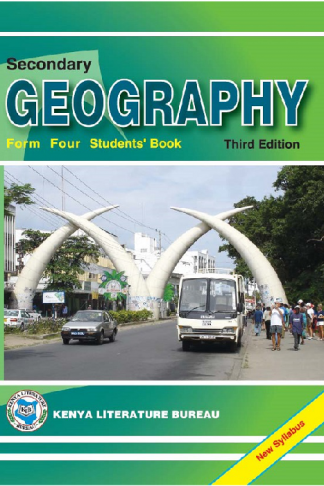 Secondary
GEOGRAPHY
Form Four Students' Book
Third Edition
KENYA LITERATURE BUREAU
New Syllabus